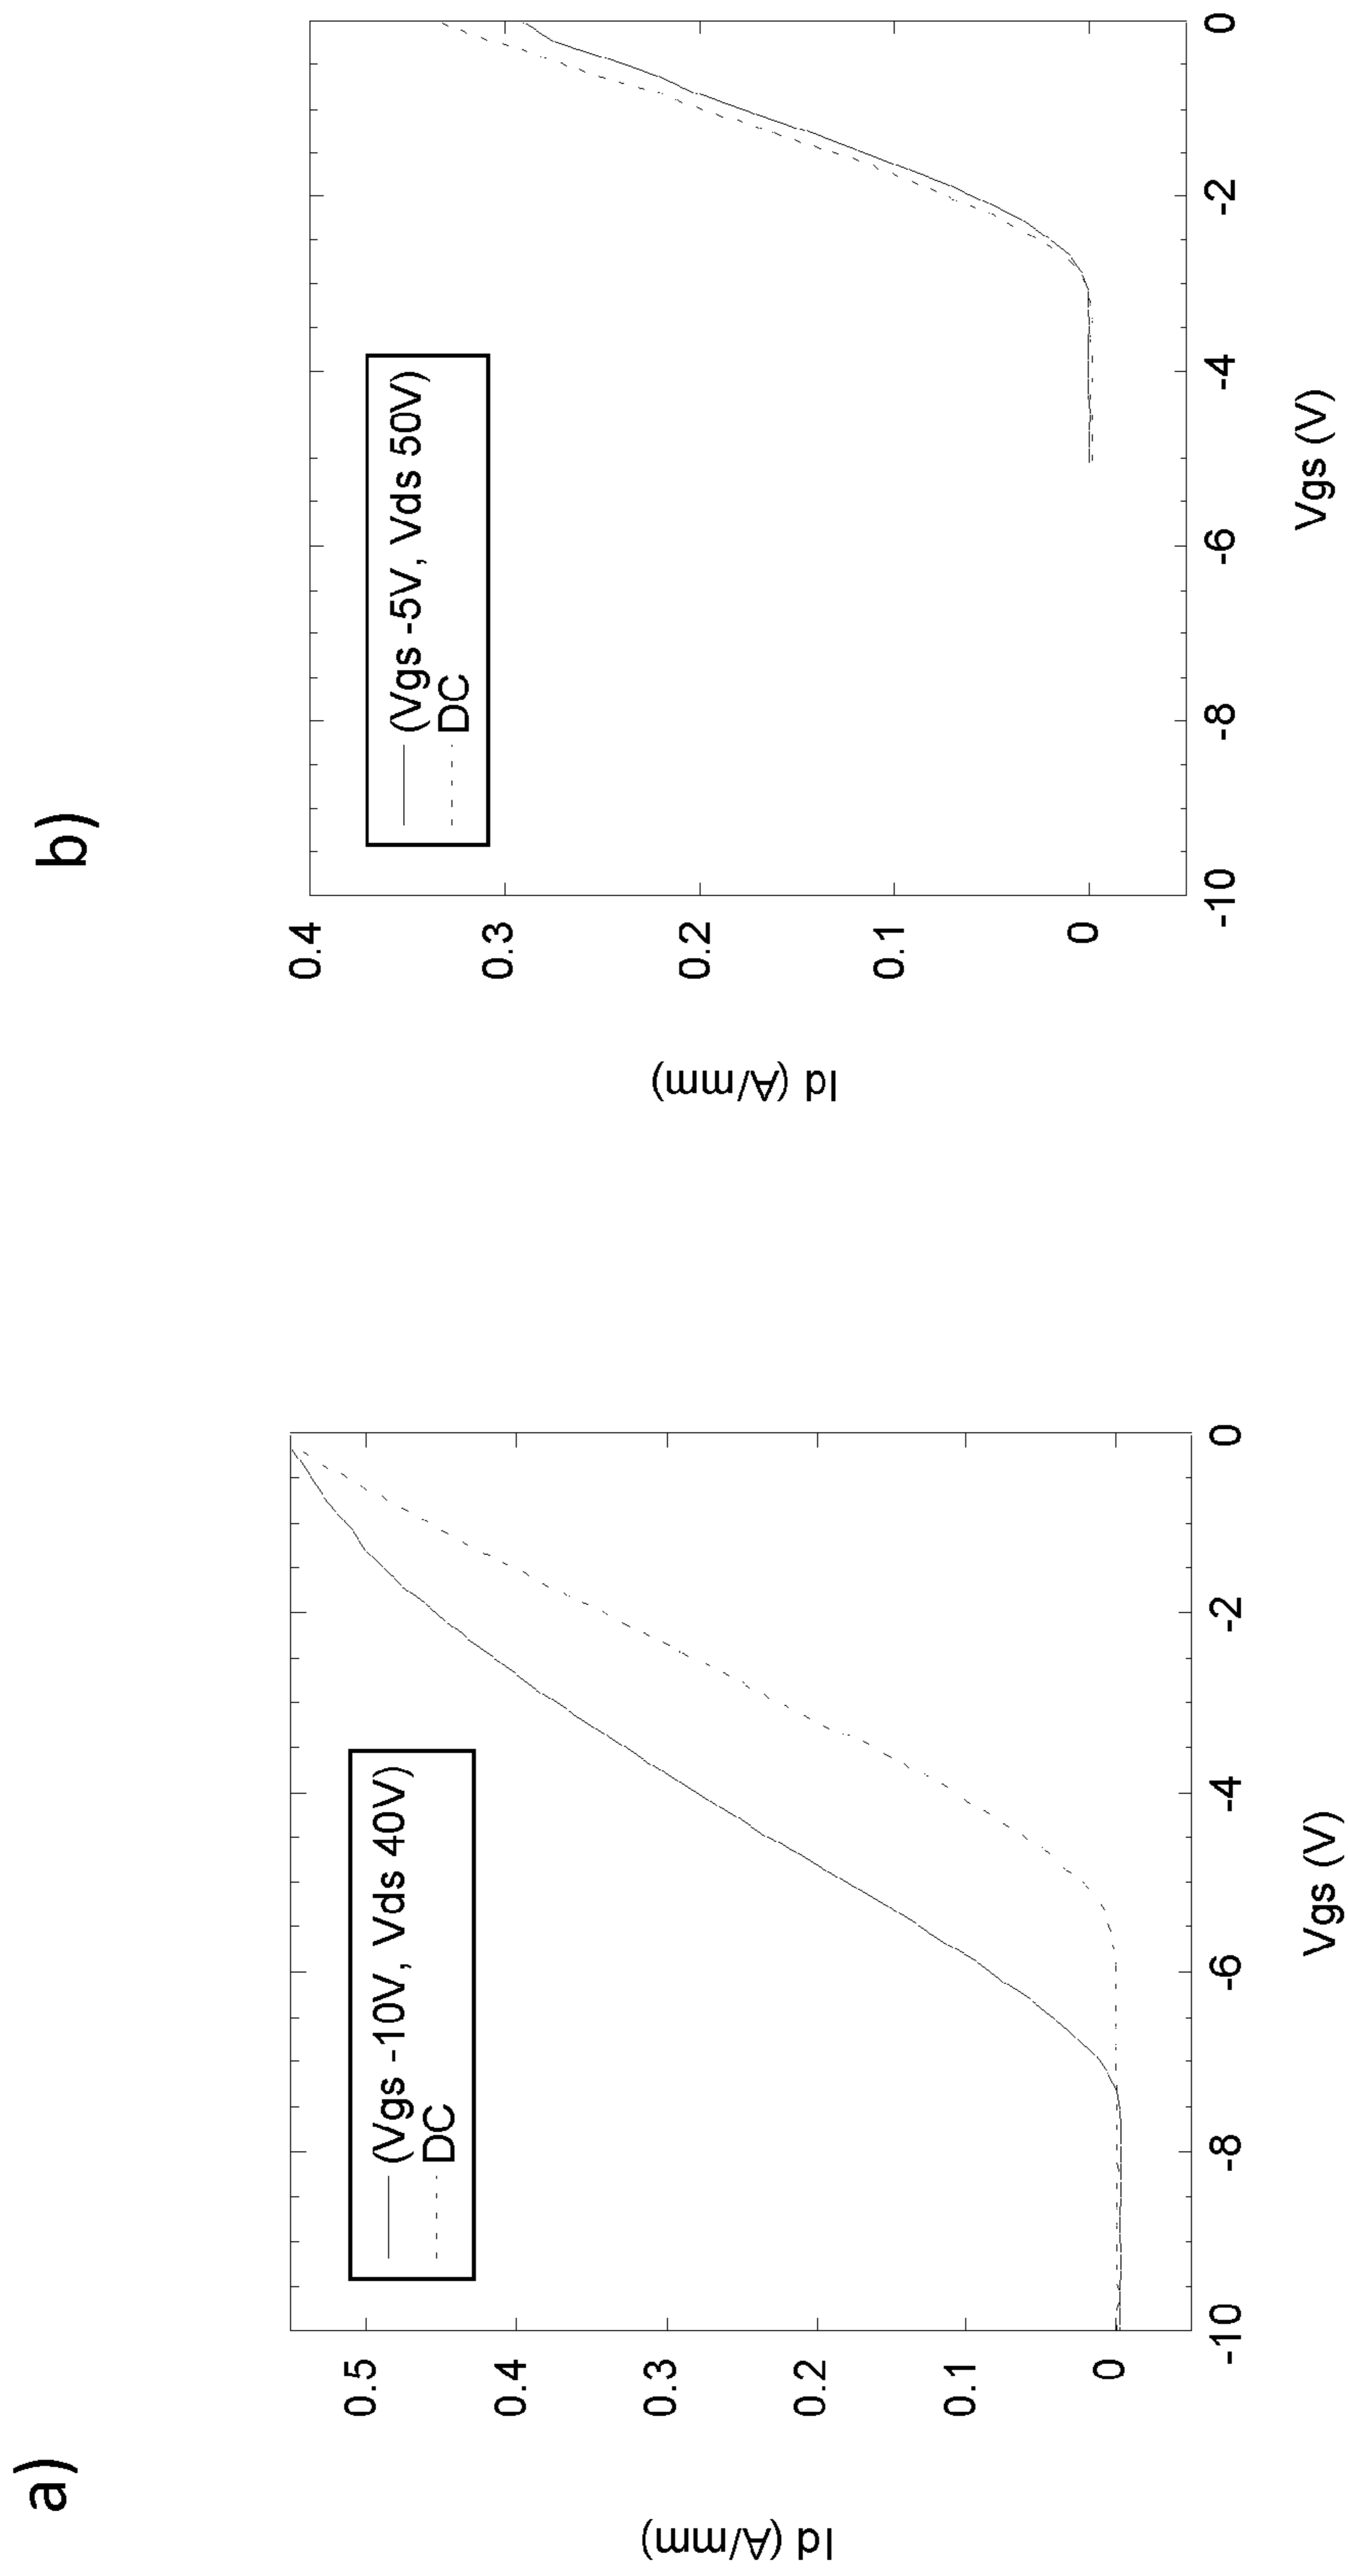 a)
Id (A/mm)
0.5
0.4
0.3
0.2
0.1
0
(Vgs -10V, Vds 40V)
DC
-10
-8
-6
-4
-2
0
Vgs (V)
b)
Id (A/mm)
0.4
0.3
0.2
0.1
0
(Vgs -5V, Vds 50V)
DC
-10
-8
-6
-4
-2
0
Vgs (V)